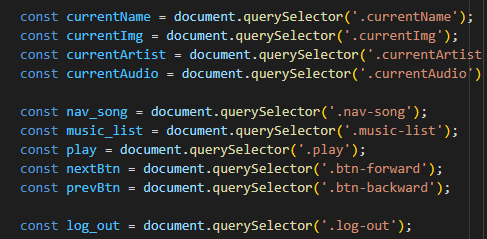 const currentName = document.querySelector('.currentName');
const currentImg = document.querySelector('.currentImg');
const currentArtist = document.querySelector('.currentArtist
const currentAudio = document.querySelector('.currentAudio')
const nav_song = document.querySelector('.nav-song');
const music_list = document.querySelector('.music-list');
const play = document.querySelector('.play');
const nextBtn = document.querySelector('.btn-forward');
const prevBtn = document.querySelector('.btn-backward');
const log_out = document.querySelector('.log-out');